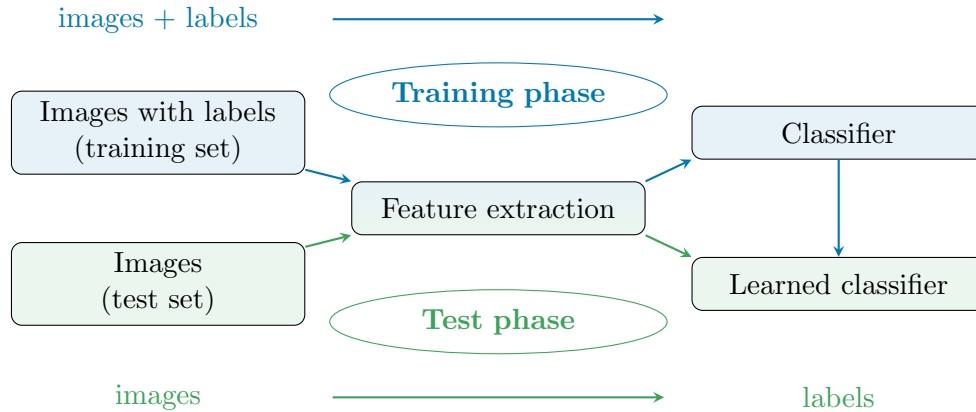 images + labels
Training phase
Images with labels
(training set)
Classifier
Feature extraction
Images
(test set)
Learned classifier
Test phase
images
labels